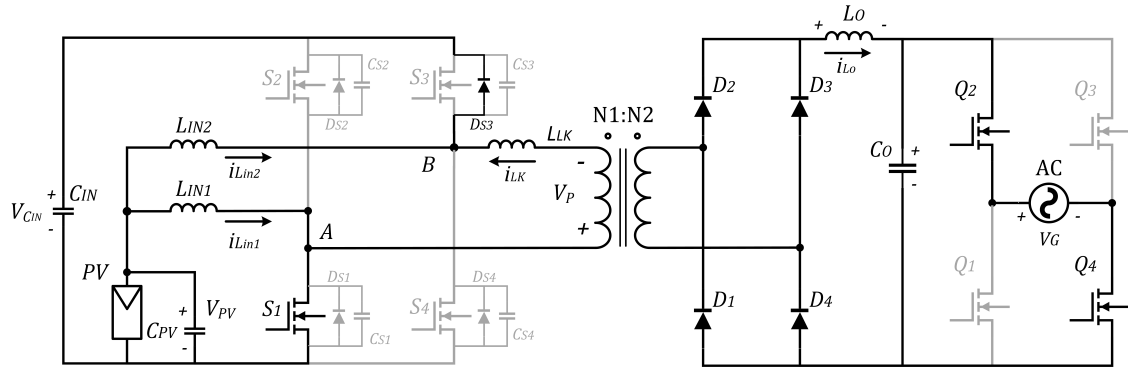 LO
+
-
iLo
S2
DS2
CS2
S3
DS3
CS3
D2
D3
N1:N2
LLK
iLK
LIN2
iLin2
B
-
VP
+
CO
+
-
Q2
Q3
AC
+
-
VG
+
VCIN
-
CIN
LIN1
iLin1
A
PV
CPV
+
VPV
-
S1
DS1
CS1
S4
DS4
CS4
D1
D4
Q1
Q4